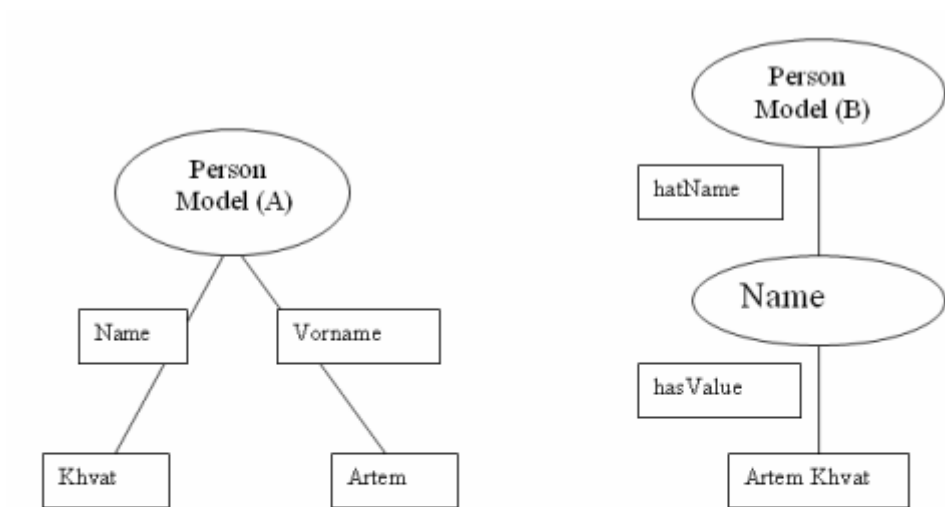 Person
Model (A)
Name
Vorname
Khvat
Artem
Person
Model (B)
hatName
Name
hasValue
Artem Khvat